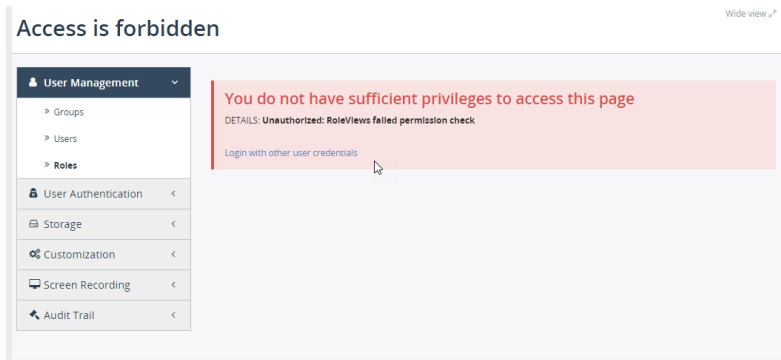 Wide view
Access is forbidden
User Management
» Groups
» Users
» Roles
User Authentication
Storage
Customization
Screen Recording
Audit Trail
You do not have sufficient privileges to access this page
DETAILS: Unauthorized: RoleViews failed permission check
Login with other user credentials